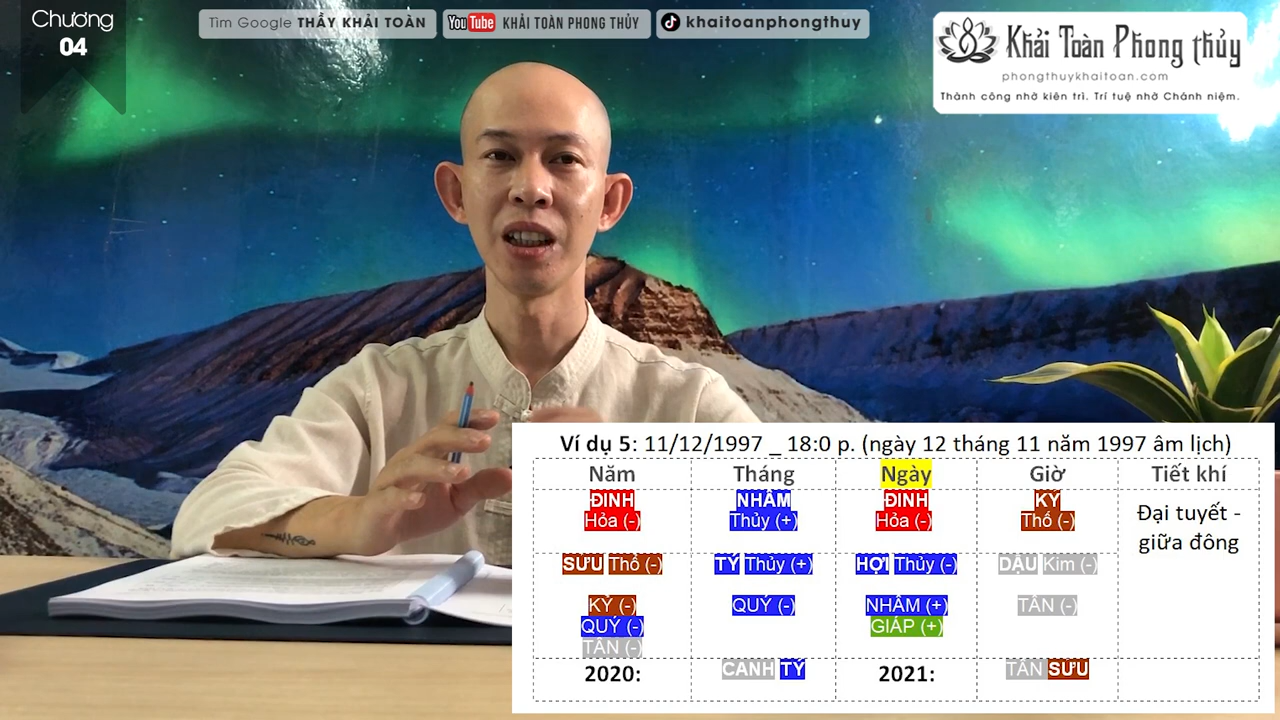 Chương
04
Tìm Google THẦY KHẢI TOÀN
YouTube KHẢI TOÀN PHONG THỦY
khaitoanphongthuy
Khải Toàn Phong thủy
phongthuykhaitoan.com
Thành công nhờ kiên trì. Trí tuệ nhờ Chánh niệm.
Ví dụ 5: 11/12/1997 _ 18:0 p. (ngày 12 tháng 11 năm 1997 âm lịch)
Năm Tháng Ngày Giờ Tiết khí
ĐINH NHÂM ĐINH KỶ
Hỏa (-) Thủy (+) Hỏa (-) Thổ (-)
Đại tuyết -
giữa đông
SỬU Thổ (-) TÝ Thủy (+) HỢI Thủy (-) DẬU Kim (-)
KỶ (-) QUÝ (-) NHÂM (+) TÂN (-)
QUÝ (-) GIÁP (+)
TÂN (-)
2020: CANH TÝ 2021: TÂN SỬU